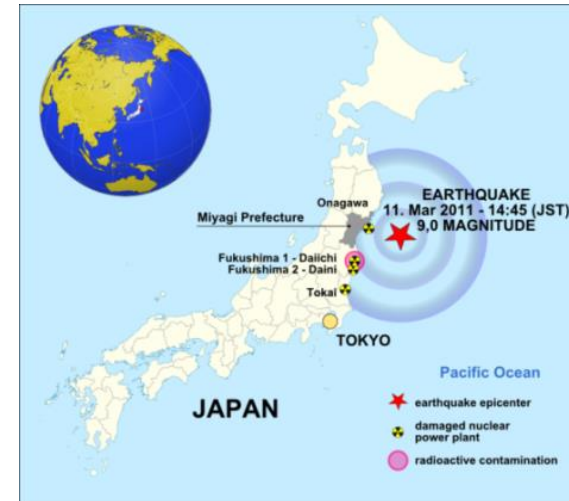 Onagawa
EARTHQUAKE
11. Mar 2011 - 14:45 (JST)
9,0 MAGNITUDE
Miyagi Prefecture
Fukushima 1 - Daiichi
Fukushima 2 - Daini
Tokai
TOKYO
JAPAN
Pacific Ocean
earthquake epicenter
damaged nuclear
power plant
radioactive contamination